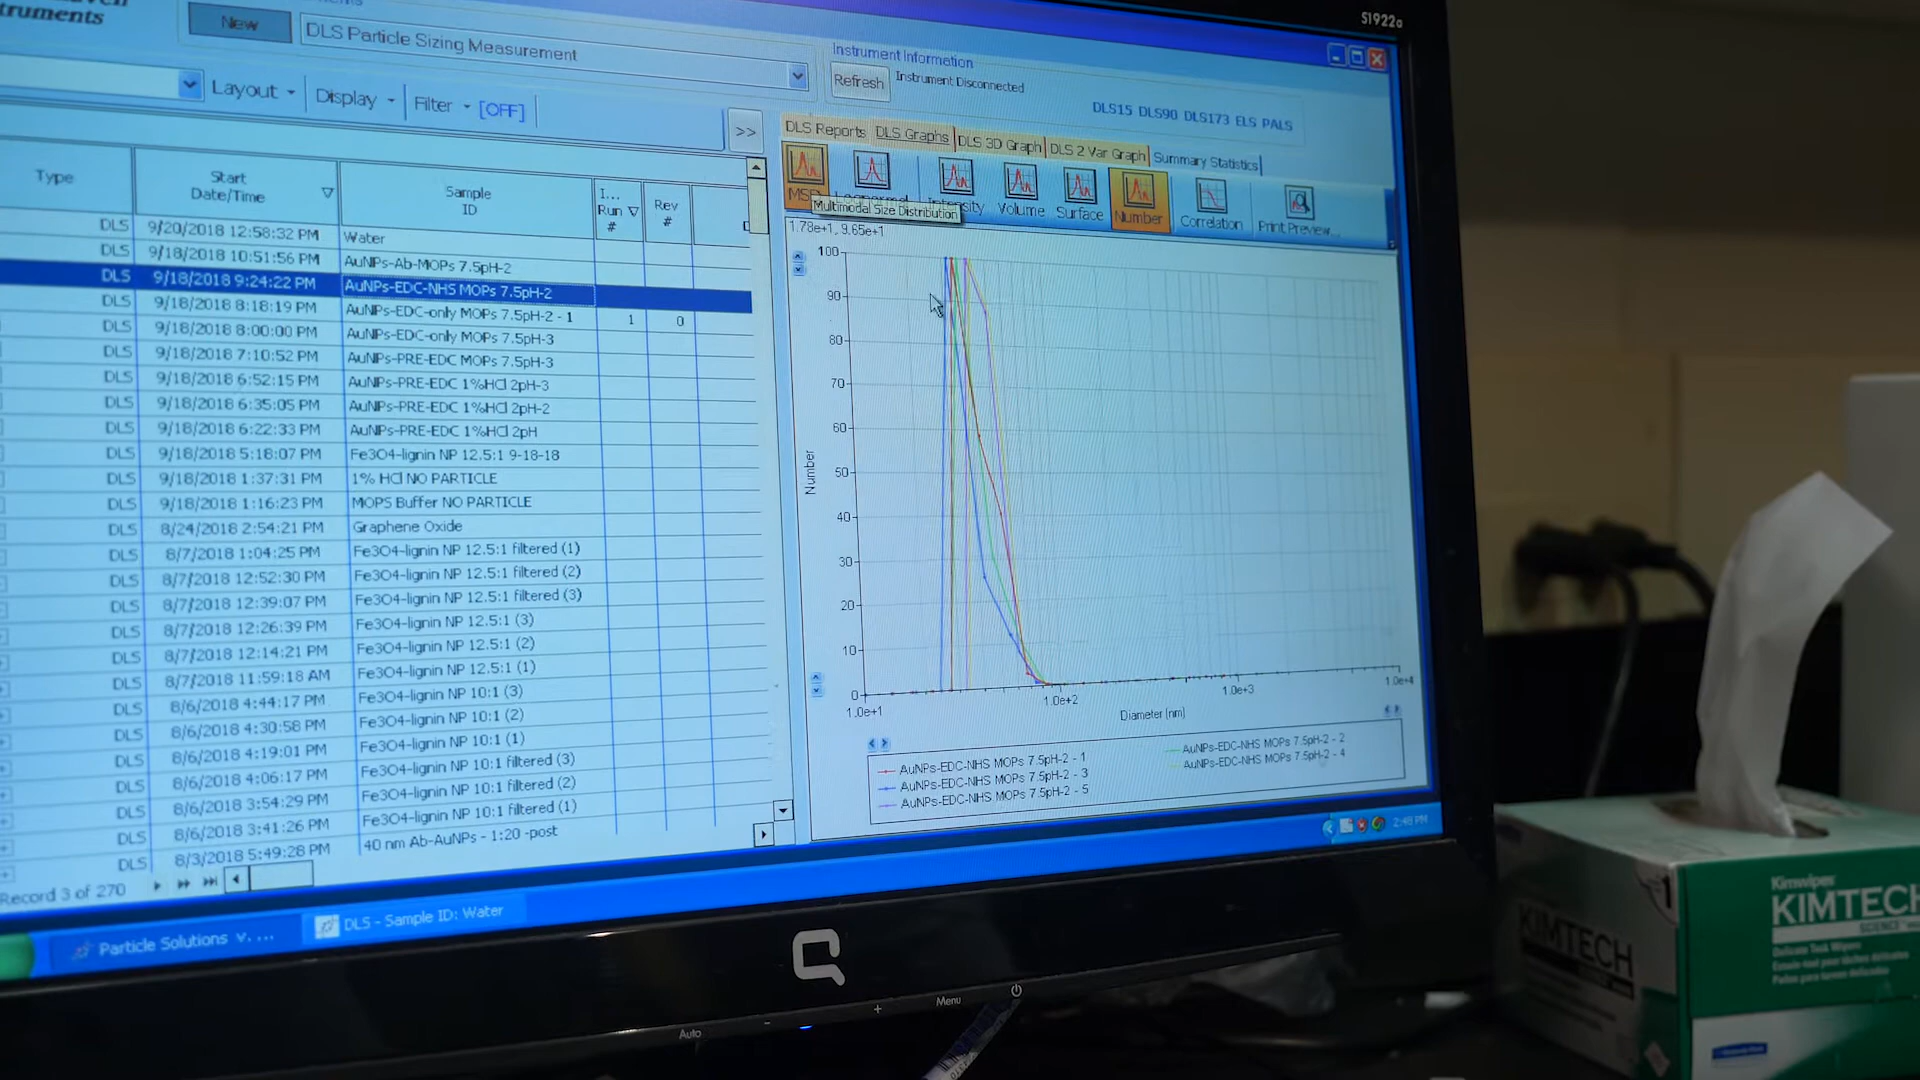 struments
New
DLS Particle Sizing Measurement
Instrument Information
Refresh
Instrument Disconnected
DLS15 DLS90 DLS173 ELS PALS
S1922a
Layout
Display
Filter
[OFF]
>>
DLS Reports
DLS Graphs
DLS 3D Graph
DLS 2 Var Graph
Summary Statistics
Volume
Surface
Number
Correlation
Print Preview...
Multimodal Size Distribution
Type
Start Date/Time
Sample ID
I... Run #
Rev #
DLS 9/20/2018 12:58:32 PM Water
DLS 9/18/2018 10:51:56 PM AuNPs-Ab-MOPs 7.5pH-2
DLS 9/18/2018 9:24:22 PM AuNPs-EDC-NHS MOPs 7.5pH-2
DLS 9/18/2018 8:18:19 PM AuNPs-EDC-only MOPs 7.5pH-2 - 1 1 0
DLS 9/18/2018 8:00:00 PM AuNPs-EDC-only MOPs 7.5pH-3
DLS 9/18/2018 7:10:52 PM AuNPs-PRE-EDC MOPs 7.5pH-3
DLS 9/18/2018 6:52:15 PM AuNPs-PRE-EDC 1%HCl 2pH-3
DLS 9/18/2018 6:35:05 PM AuNPs-PRE-EDC 1%HCl 2pH-2
DLS 9/18/2018 6:22:33 PM AuNPs-PRE-EDC 1%HCl 2pH
DLS 9/18/2018 5:18:07 PM Fe3O4-lignin NP 12.5:1 9-18-18
DLS 9/18/2018 1:37:31 PM 1% HCl NO PARTICLE
DLS 9/18/2018 1:16:23 PM MOPS Buffer NO PARTICLE
DLS 8/24/2018 2:54:21 PM Graphene Oxide
DLS 8/7/2018 1:04:25 PM Fe3O4-lignin NP 12.5:1 filtered (1)
DLS 8/7/2018 12:52:30 PM Fe3O4-lignin NP 12.5:1 filtered (2)
DLS 8/7/2018 12:39:07 PM Fe3O4-lignin NP 12.5:1 filtered (3)
DLS 8/7/2018 12:26:39 PM Fe3O4-lignin NP 12.5:1 (3)
DLS 8/7/2018 12:14:21 PM Fe3O4-lignin NP 12.5:1 (2)
DLS 8/7/2018 11:59:18 AM Fe3O4-lignin NP 12.5:1 (1)
DLS 8/6/2018 4:44:17 PM Fe3O4-lignin NP 10:1 (3)
DLS 8/6/2018 4:30:58 PM Fe3O4-lignin NP 10:1 (2)
DLS 8/6/2018 4:19:01 PM Fe3O4-lignin NP 10:1 (1)
DLS 8/6/2018 4:06:17 PM Fe3O4-lignin NP 10:1 filtered (3)
DLS 8/6/2018 3:54:29 PM Fe3O4-lignin NP 10:1 filtered (2)
DLS 8/6/2018 3:41:26 PM Fe3O4-lignin NP 10:1 filtered (1)
DLS 8/3/2018 5:49:28 PM 40 nm Ab-AuNPs - 1:20 -post
Record 3 of 270
1.78e+1, 9.65e+1
100
90
80
70
60
50
40
30
20
10
0
Number
1.0e+1
1.0e+2
1.0e+3
1.0e+4
Diameter (nm)
AuNPs-EDC-NHS MOPs 7.5pH-2 - 1
AuNPs-EDC-NHS MOPs 7.5pH-2 - 2
AuNPs-EDC-NHS MOPs 7.5pH-2 - 3
AuNPs-EDC-NHS MOPs 7.5pH-2 - 4
AuNPs-EDC-NHS MOPs 7.5pH-2 - 5
Particle Solutions v. ...
DLS - Sample ID: Water
2:48 PM
Auto
-
+
Menu
Kimwipes
KIMTECH
SCIENCE
Delicate Task Wipers
KIMTECH